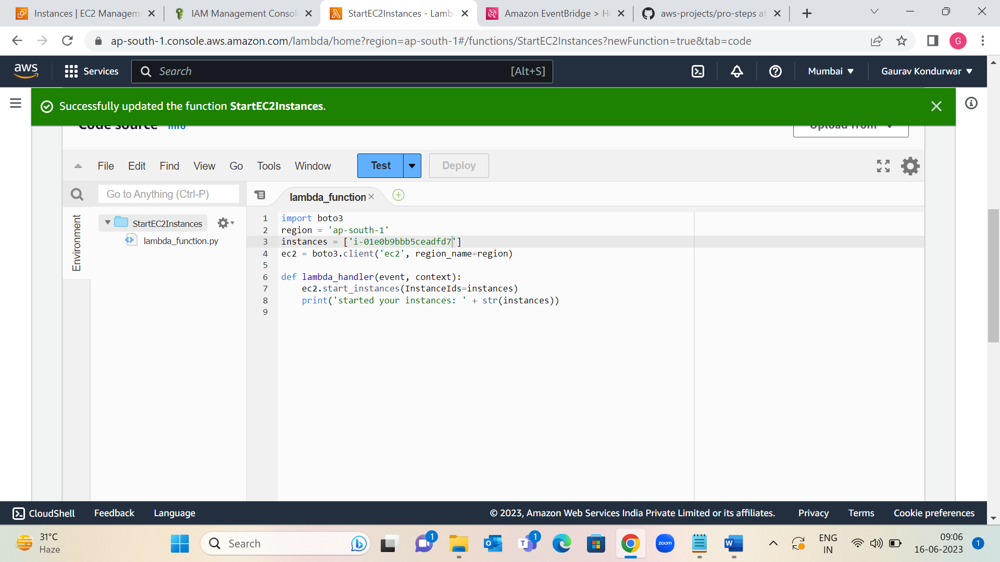 Instances | EC2 Managem
IAM Management Consol
StartEC2Instances - Lamb
Amazon EventBridge > H
aws-projects/pro-steps at
ap-south-1.console.aws.amazon.com/lambda/home?region=ap-south-1#/functions/StartEC2Instances?newFunction=true&tab=code
G
aws
Services
Search
[Alt+S]
Mumbai
Gaurav Kondurwar
Successfully updated the function StartEC2Instances.
Code source Info
Upload from
File Edit Find View Go Tools Window
Test
Deploy
Go to Anything (Ctrl-P)
lambda_function
Environment
StartEC2Instances -
lambda_function.py
1 import boto3
2 region = 'ap-south-1'
3 instances = ['i-01e0b9bbb5ceadfd7']
4 ec2 = boto3.client('ec2', region_name=region)
5
6 def lambda_handler(event, context):
7 ec2.start_instances(InstanceIds=instances)
8 print('started your instances: ' + str(instances))
9
CloudShell
Feedback
Language
© 2023, Amazon Web Services India Private Limited or its affiliates.
Privacy
Terms
Cookie preferences
31°C
Haze
Search
1
1
T
zoom
W
ENG
IN
09:06
16-06-2023
1